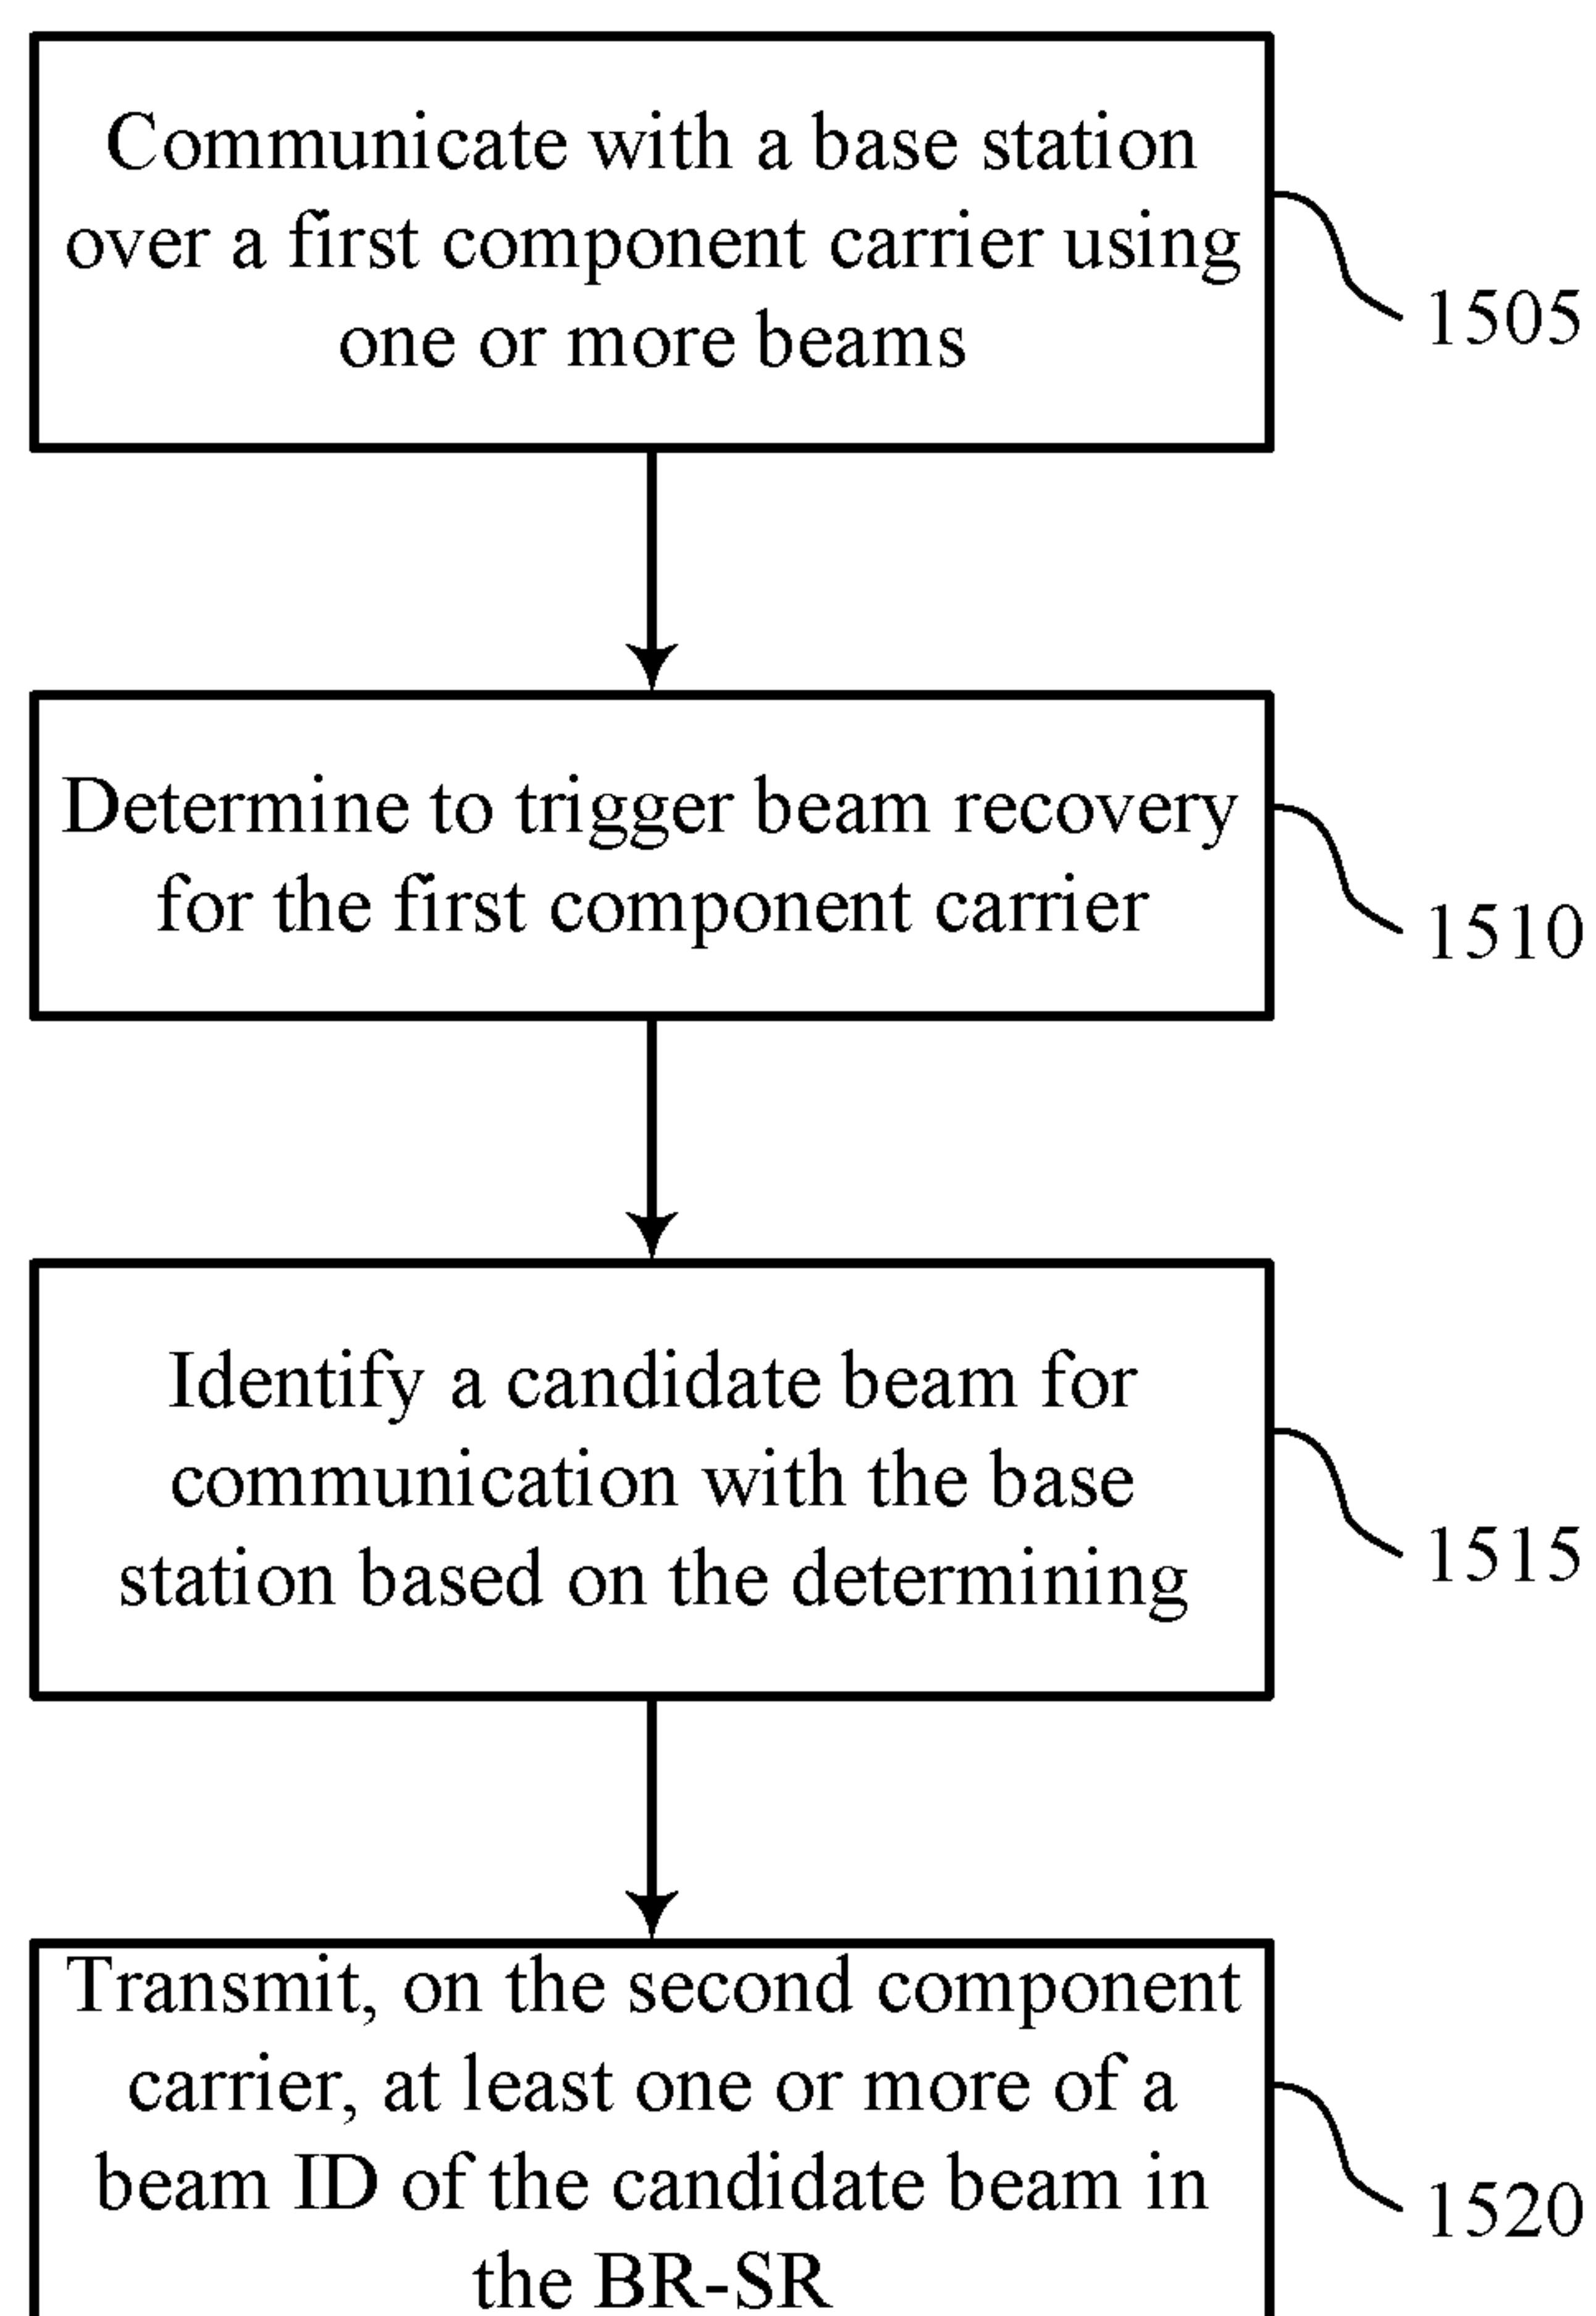 Communicate with a base station
over a first component carrier using
one or more beams
1505
Determine to trigger beam recovery
for the first component carrier
1510
Identify a candidate beam for
communication with the base
station based on the determining
1515
Transmit, on the second component
carrier, at least one or more of a
beam ID of the candidate beam in
the BR-SR
1520